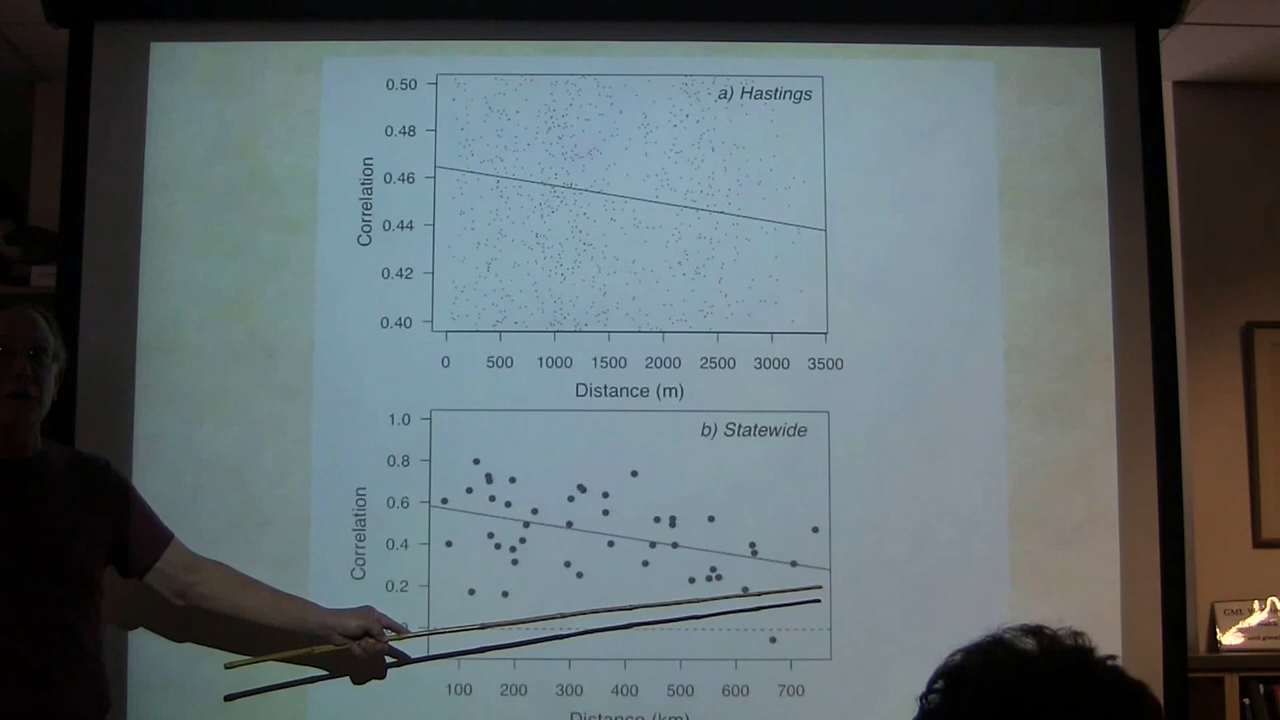 a) Hastings
0.50
0.48
0.46
0.44
0.42
0.40
Correlation
0 500 1000 1500 2000 2500 3000 3500
Distance (m)
b) Statewide
1.0
0.8
0.6
0.4
0.2
Correlation
100 200 300 400 500 600 700
Distance (km)